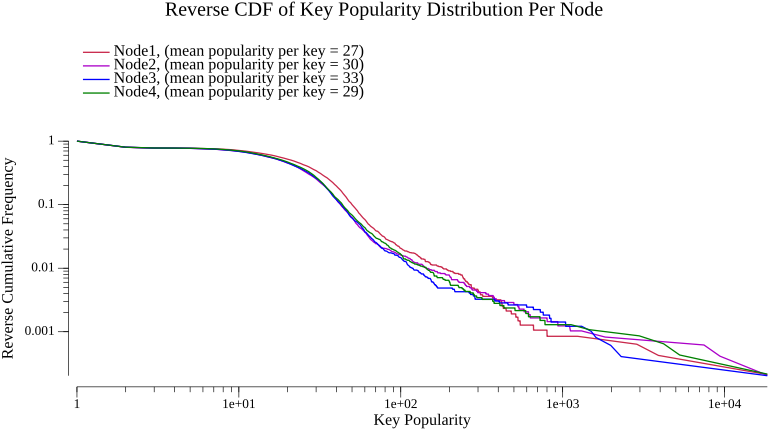 Reverse CDF of Key Popularity Distribution Per Node
Node1, (mean popularity per key = 27)
Node2, (mean popularity per key = 30)
Node3, (mean popularity per key = 33)
Node4, (mean popularity per key = 29)
Reverse Cumulative Frequency
1
0.1
0.01
0.001
1
1e+01
1e+02
1e+03
1e+04
Key Popularity